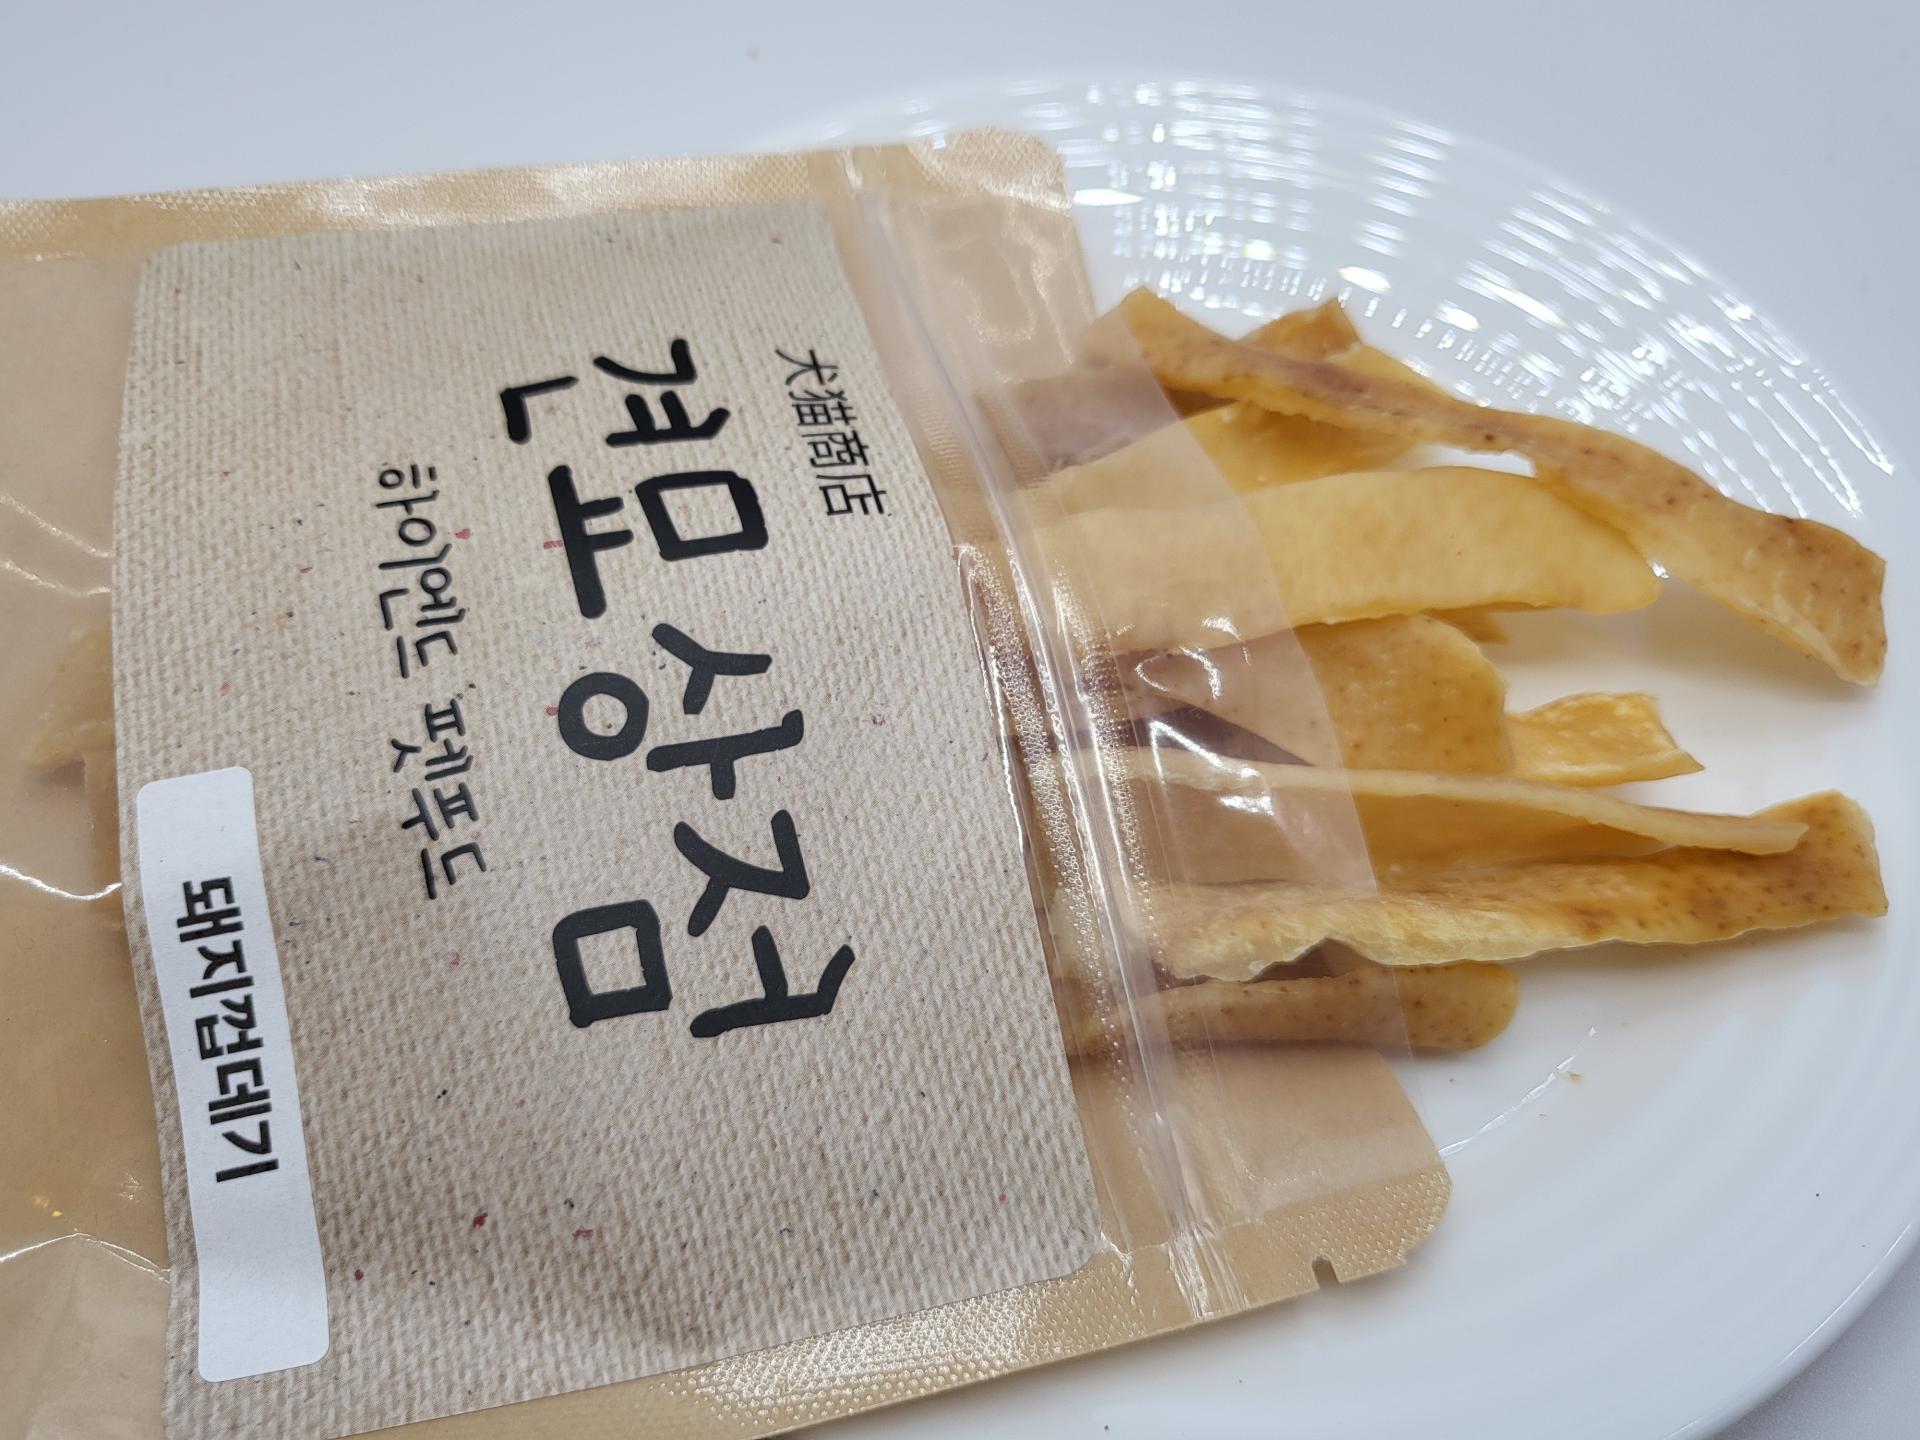 犬猫商店
견묘상점
하이엔드 펫푸드
돼지껍데기